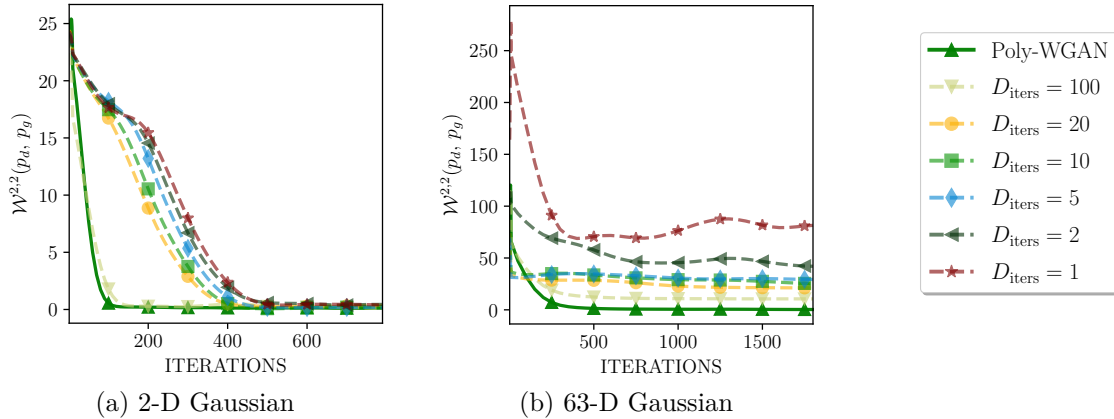 25
20
15
10
5
0
200
400
600
ITERATIONS
W^{2,2}(p_d, p_g)
(a) 2-D Gaussian
250
200
150
100
50
0
500
1000
1500
ITERATIONS
W^{2,2}(p_d, p_g)
(b) 63-D Gaussian
Poly-WGAN
D_iters = 100
D_iters = 20
D_iters = 10
D_iters = 5
D_iters = 2
D_iters = 1